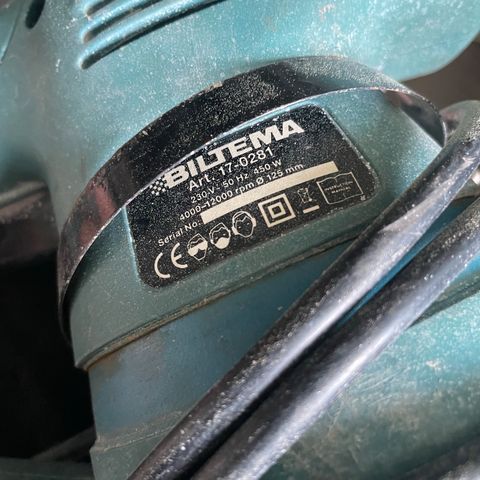 BILTEMA
Art. 17-0281
230 V - 50 Hz 450 W
4000-12000 rpm Ø 125 mm
Serial No.
CE